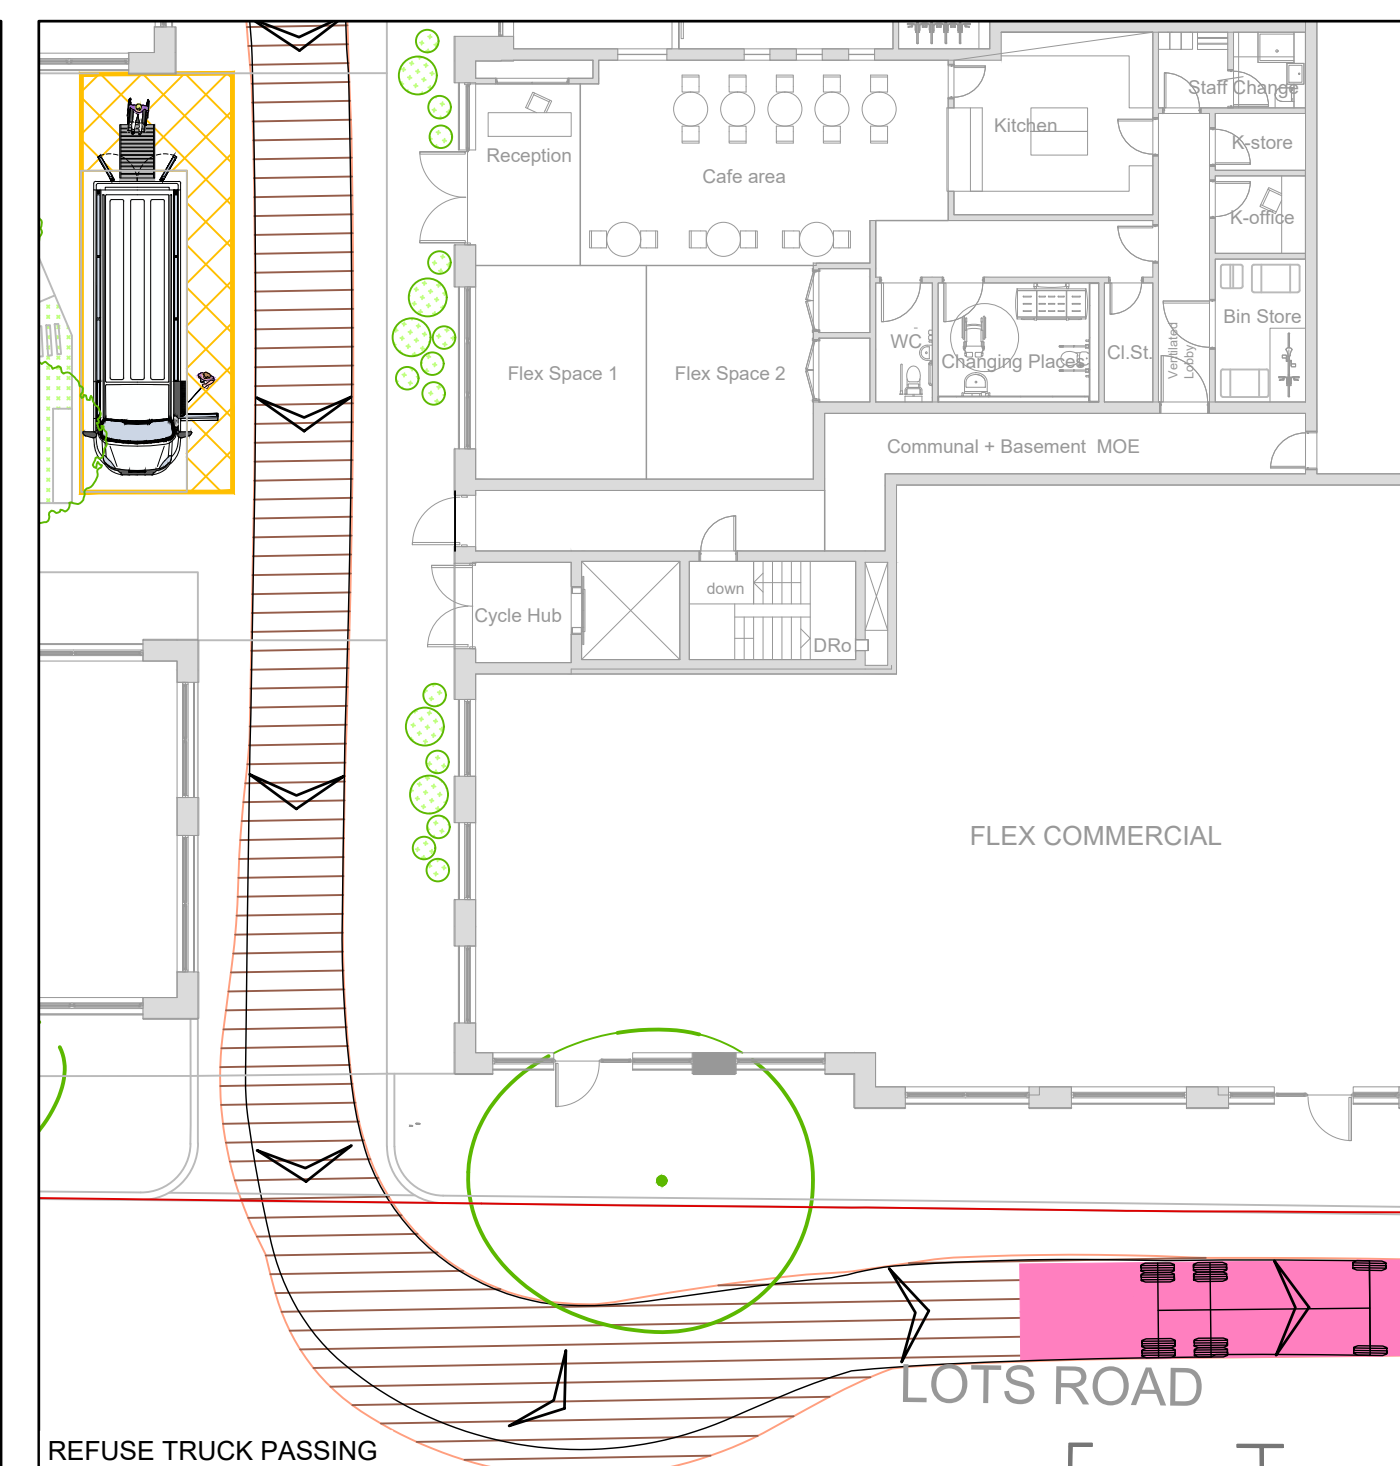 Staff Change
Kitchen
K-store
Reception
Cafe area
K-office
Bin Store
WC
Changing Places
Cl.St.
Ventilated
Lobby
Flex Space 1
Flex Space 2
Communal + Basement MOE
down
Cycle Hub
DRo
FLEX COMMERCIAL
LOTS ROAD
REFUSE TRUCK PASSING